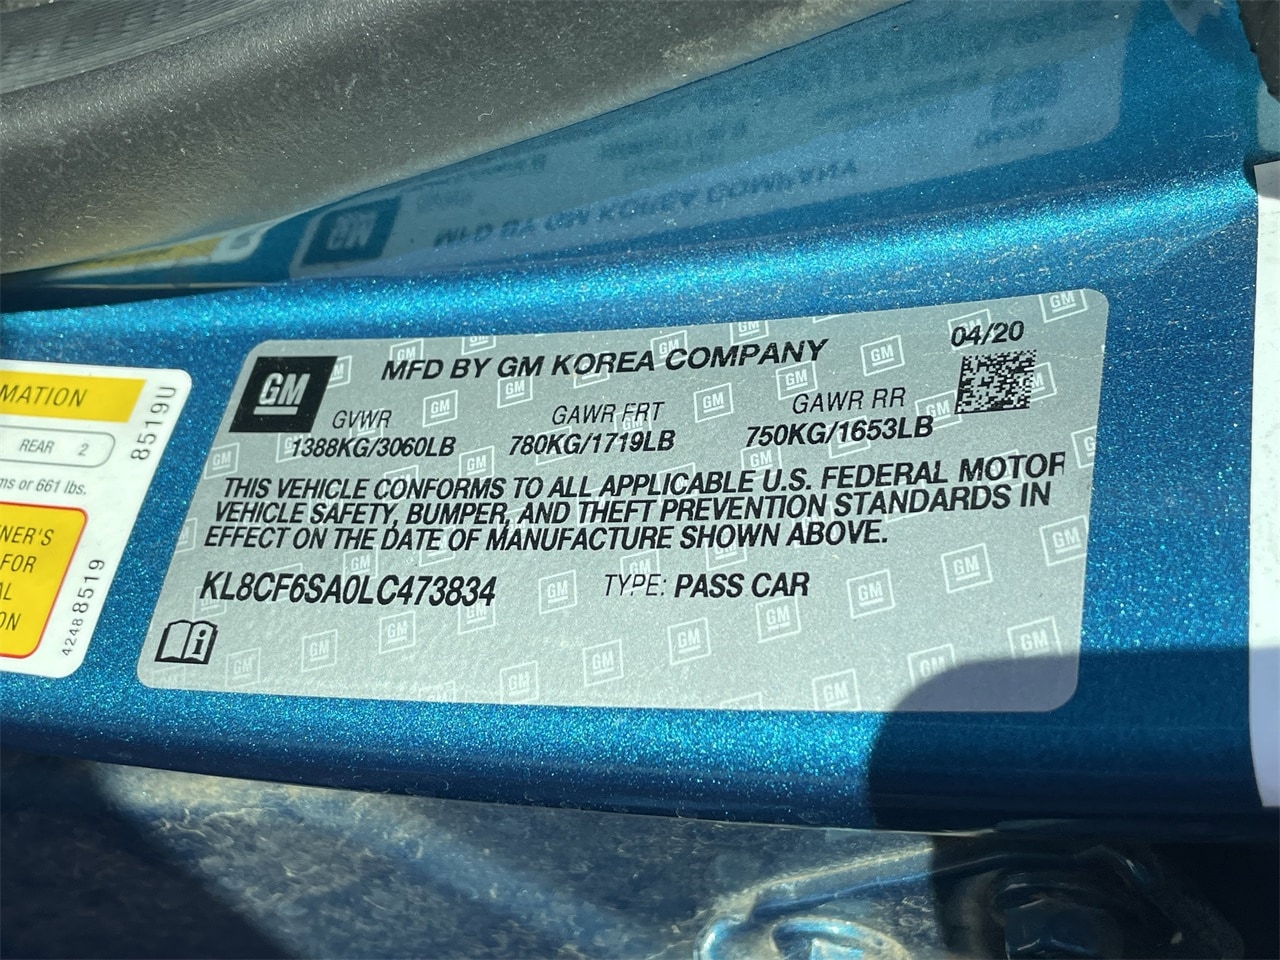 MFD BY GM KOREA COMPANY
04/20
GM
GVWR GAWR FRT GAWR RR
1388KG/3060LB 780KG/1719LB 750KG/1653LB
THIS VEHICLE CONFORMS TO ALL APPLICABLE U.S. FEDERAL MOTOR
VEHICLE SAFETY, BUMPER, AND THEFT PREVENTION STANDARDS IN
EFFECT ON THE DATE OF MANUFACTURE SHOWN ABOVE.
KL8CF6SA0LC473834 TYPE: PASS CAR
MATION
REAR 2
ms or 661 lbs.
NER'S
FOR
AL
ON
8519U
42488519